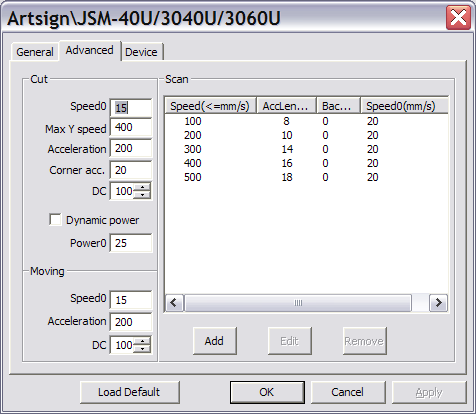 Artsign\JSM-40U/3040U/3060U
General Advanced Device
Cut
Speed0 15
Max Y speed 400
Acceleration 200
Corner acc. 20
DC 100
Dynamic power
Power0 25
Moving
Speed0 15
Acceleration 200
DC 100
Scan
Speed(<=mm/s) AccLen... Bac... Speed0(mm/s)
100 8 0 20
200 10 0 20
300 14 0 20
400 16 0 20
500 18 0 20
Add Edit Remove
Load Default OK Cancel Apply